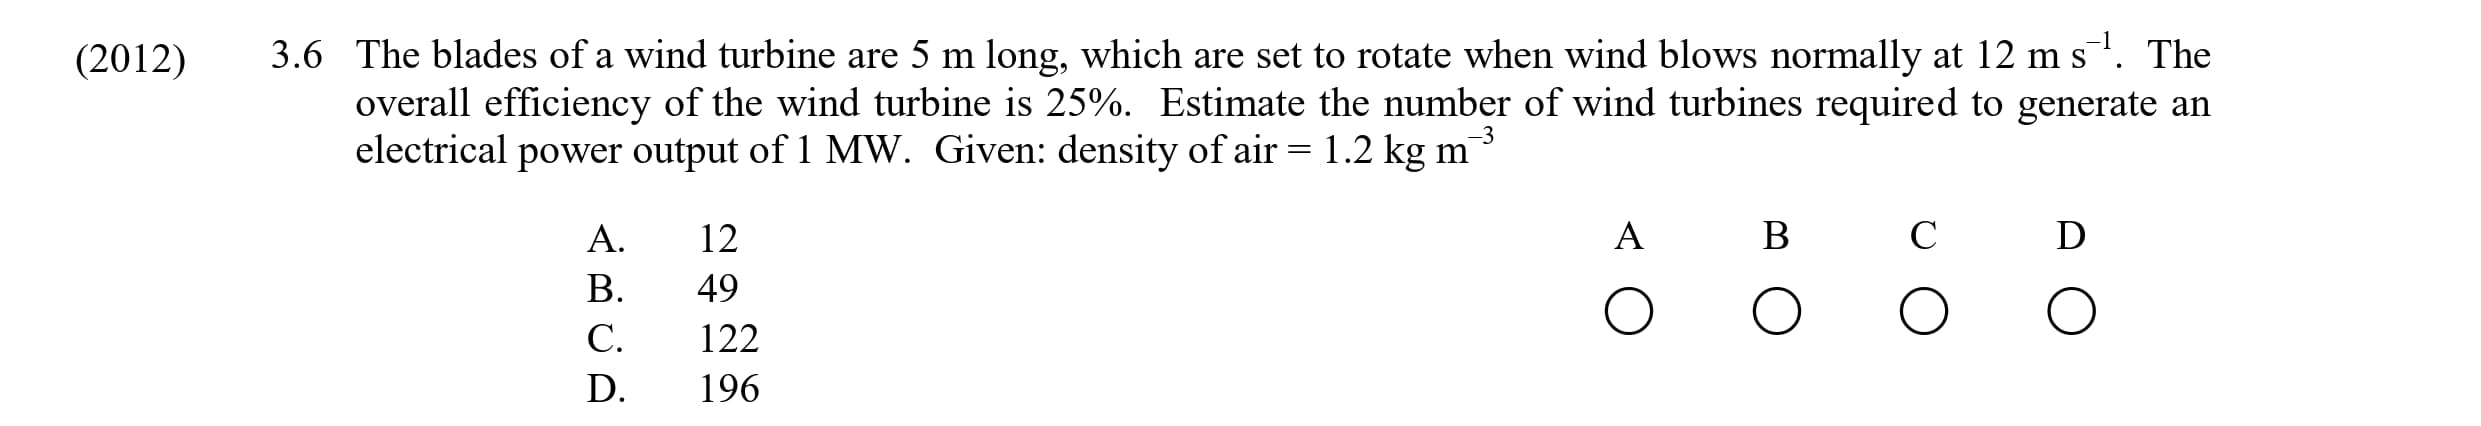 (2012) 3.6 The blades of a wind turbine are 5 m long, which are set to rotate when wind blows normally at 12 m s⁻¹. The
overall efficiency of the wind turbine is 25%. Estimate the number of wind turbines required to generate an
electrical power output of 1 MW. Given: density of air = 1.2 kg m⁻³
A. 12
B. 49
C. 122
D. 196
A B C D